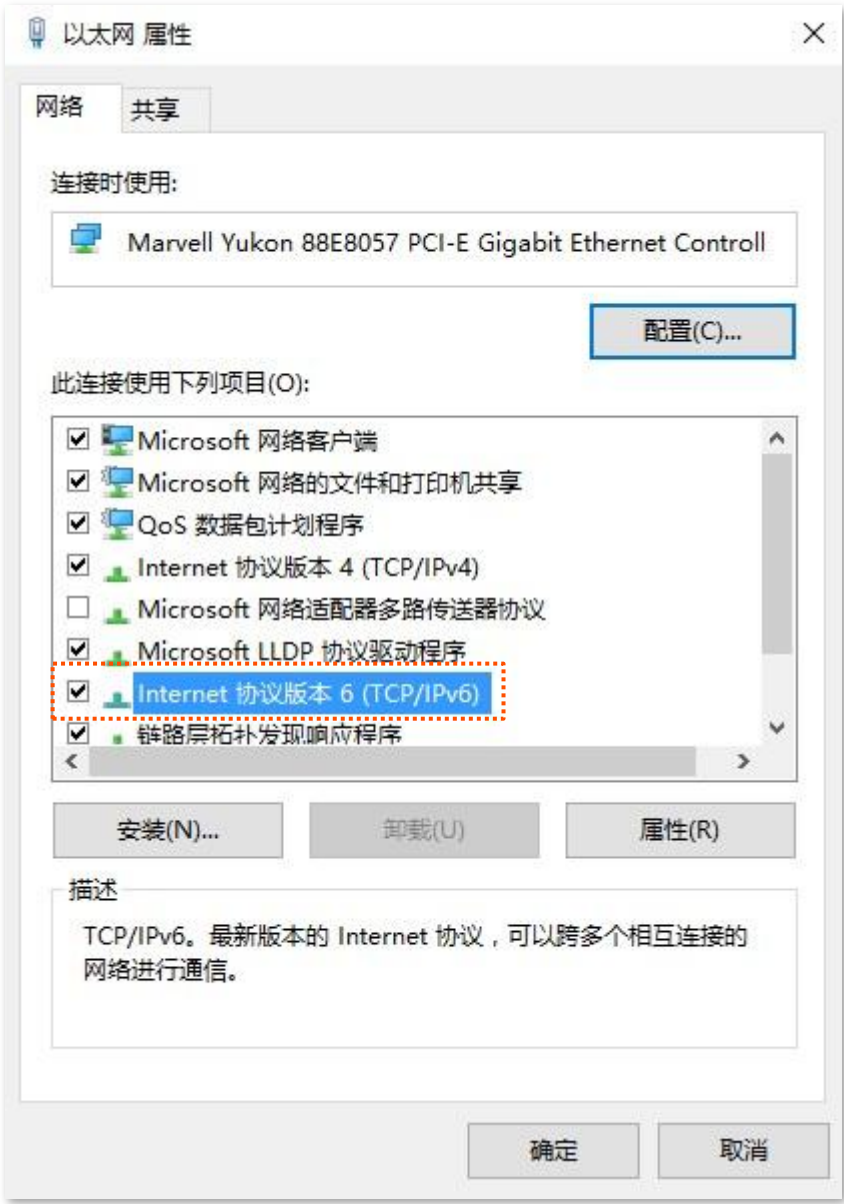 以太网 属性
网络
共享
连接时使用:
Marvell Yukon 88E8057 PCI-E Gigabit Ethernet Controll
配置(C)...
此连接使用下列项目(O):
Microsoft 网络客户端
Microsoft 网络的文件和打印机共享
QoS 数据包计划程序
Internet 协议版本 4 (TCP/IPv4)
Microsoft 网络适配器多路传送器协议
Microsoft LLDP 协议驱动程序
Internet 协议版本 6 (TCP/IPv6)
链路层拓扑发现响应程序
安装(N)...
卸载(U)
属性(R)
描述
TCP/IPv6。最新版本的 Internet 协议，可以跨多个相互连接的
网络进行通信。
确定
取消